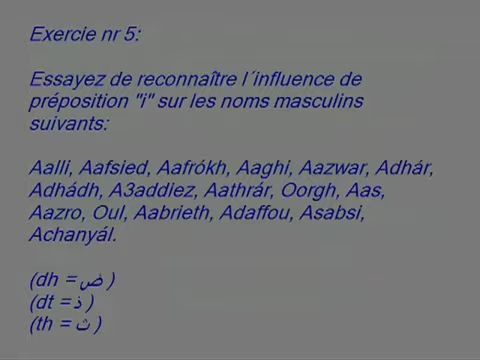 Exercie nr 5:
Essayez de reconnaître l´influence de
préposition "i" sur les noms masculins
suivants:
Aalli, Aafsied, Aafrókh, Aaghi, Aazwar, Adhár,
Adhádh, A3addiez, Aathrár, Oorgh, Aas,
Aazro, Oul, Aabrieth, Adaffou, Asabsi,
Achanyál.
(dh = ض )
(dt = ذ )
(th = ث )